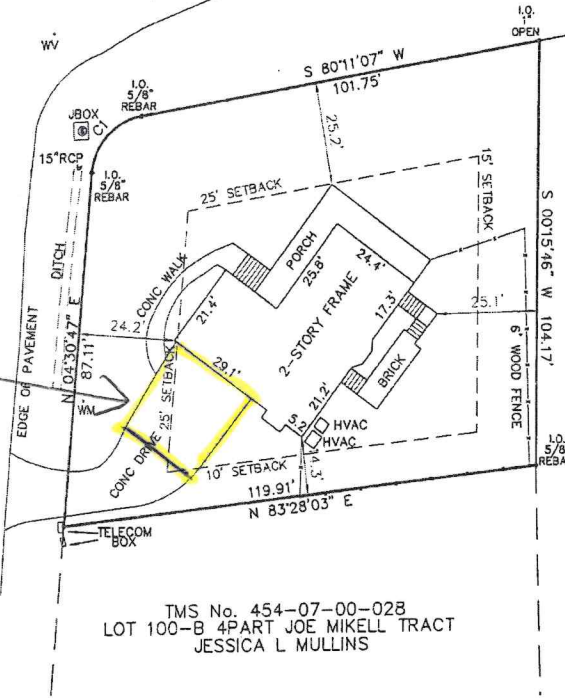 I.O.
1"
OPEN
WV
S 80°11'07" W
101.75'
I.O.
5/8"
REBAR
JBOX
C1
15"RCP
I.O.
5/8"
REBAR
25.2'
25' SETBACK
15' SETBACK
S 00°15'46" W 104.17'
DITCH
EDGE OF PAVEMENT
N 04°30'47" E
87.11'
CONC WALK
PORCH
25.8'
24.4'
21.4'
2-STORY FRAME
17.3'
25.1'
24.2'
6' WOOD FENCE
29.1'
25' SETBACK
BRICK
21.2'
WM
5.2
HVAC
HVAC
CONC DRIVE
10' SETBACK
14.3'
I.O.
5/8"
REBA
119.91'
N 83°28'03" E
TELECOM
BOX
TMS No. 454-07-00-028
LOT 100-B 4PART JOE MIKELL TRACT
JESSICA L MULLINS